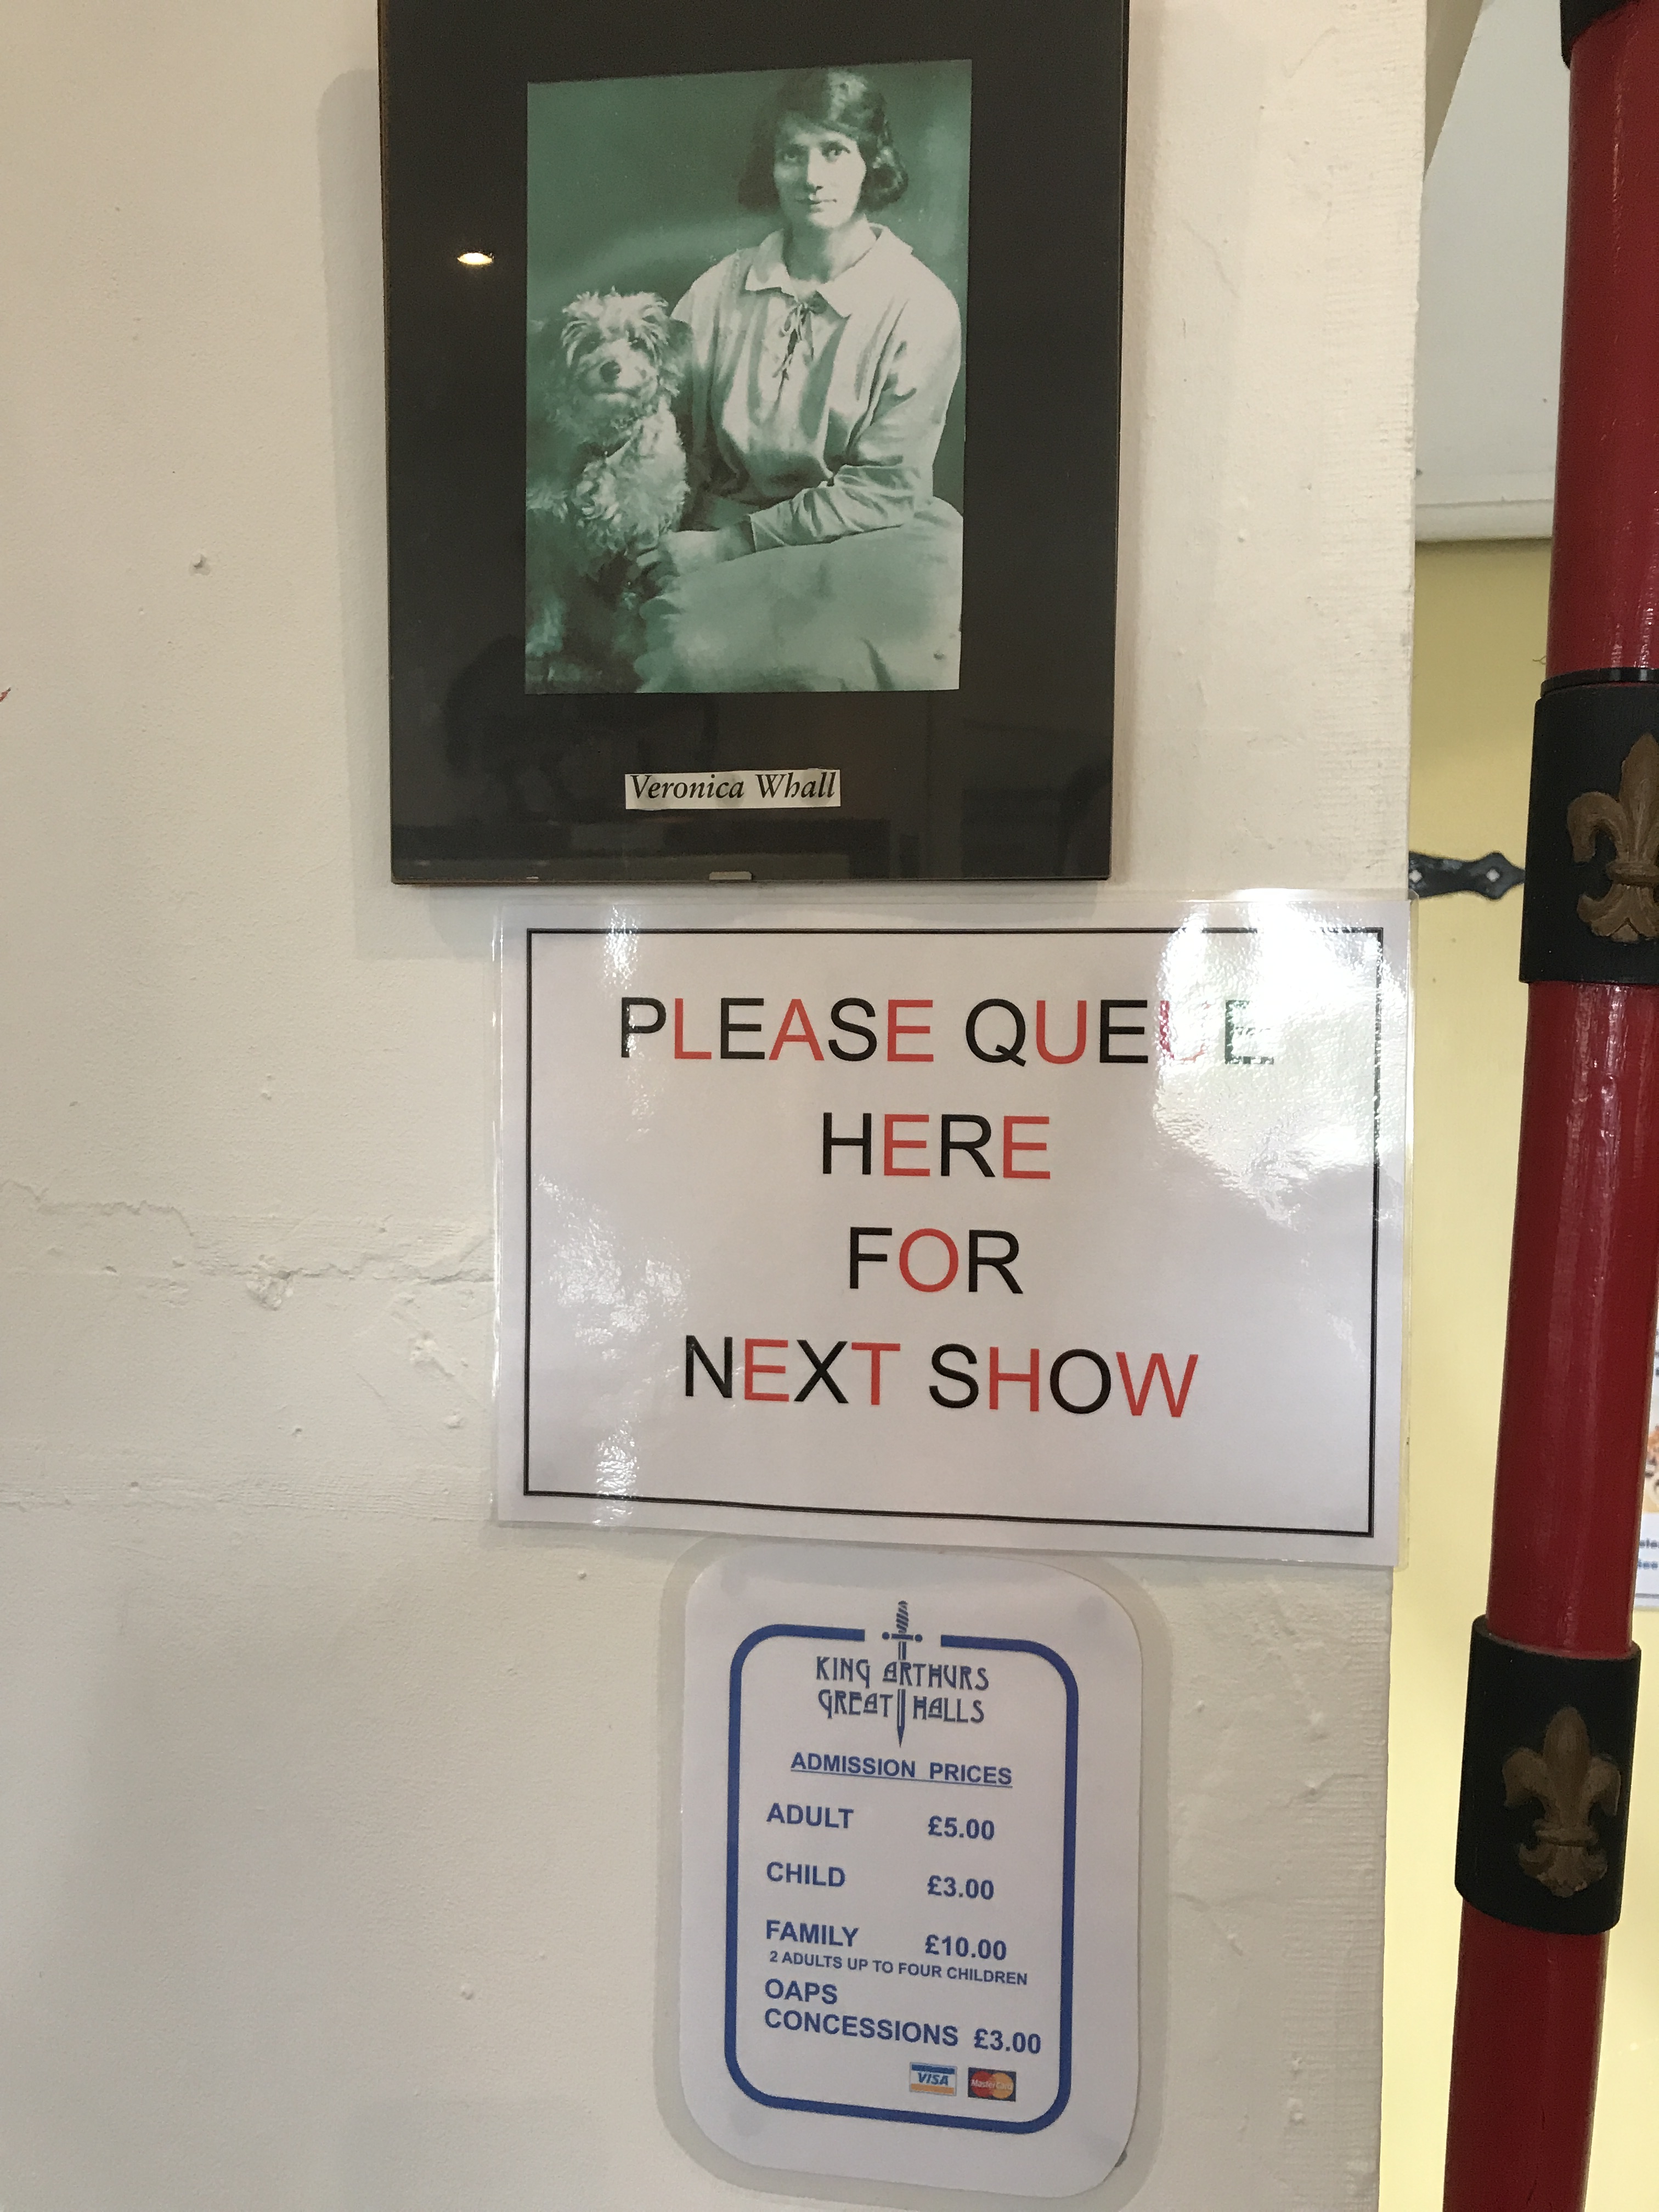 Veronica Whall
PLEASE QUEUE
HERE
FOR
NEXT SHOW
KING ARTHURS
GREAT HALLS
ADMISSION PRICES
ADULT £5.00
CHILD £3.00
FAMILY £10.00
2 ADULTS UP TO FOUR CHILDREN
OAPS
CONCESSIONS £3.00
VISA MasterCard